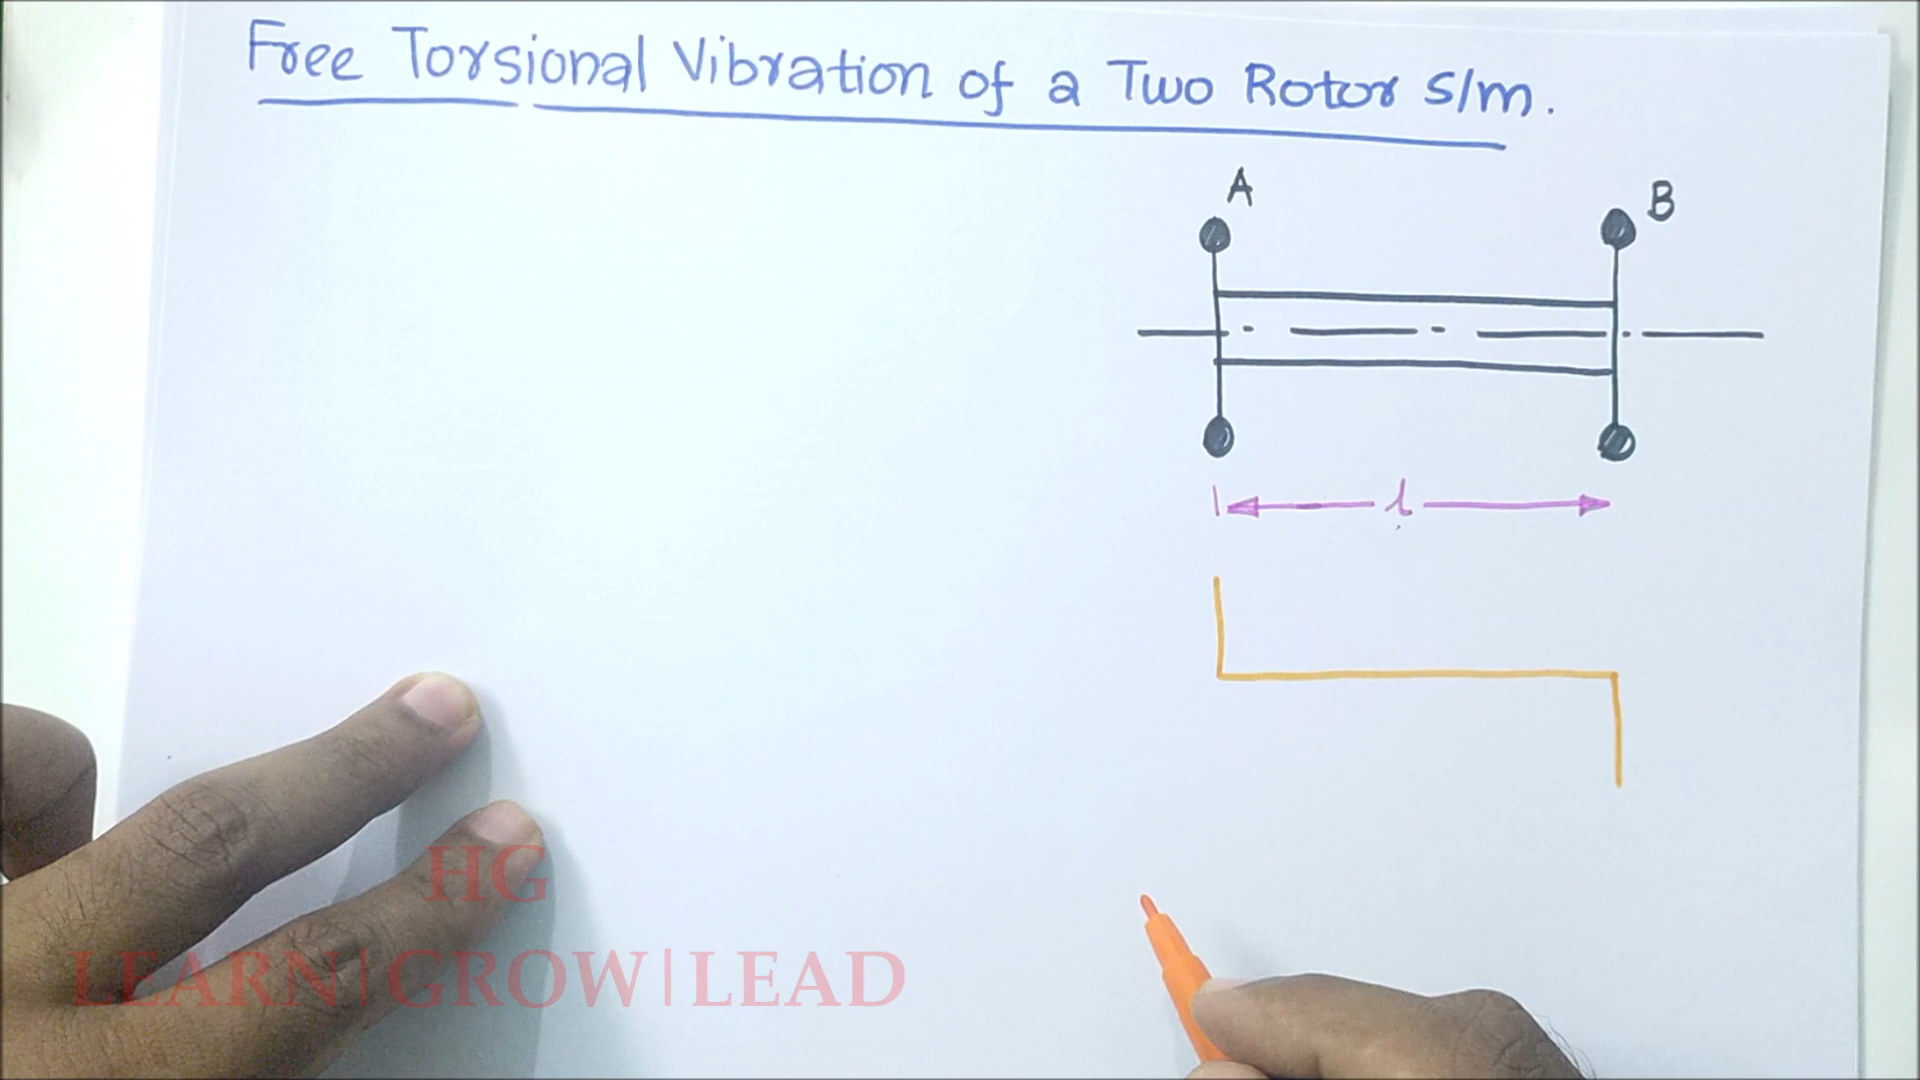 Free Torsional Vibration of a Two Rotor S/m.
A
B
l
HG
LEARN|GROW|LEAD